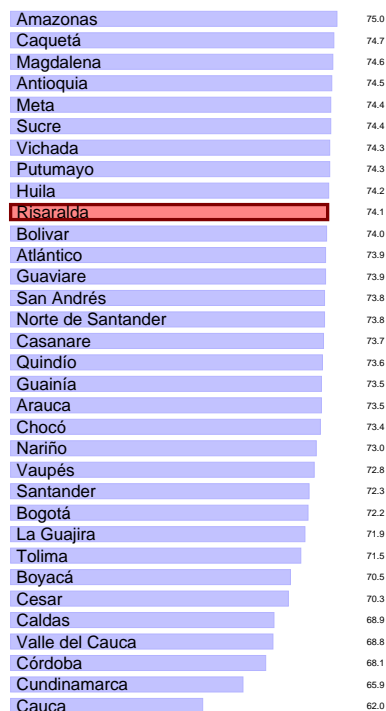 Amazonas 75.0
Caquetá 74.7
Magdalena 74.6
Antioquia 74.5
Meta 74.4
Sucre 74.4
Vichada 74.3
Putumayo 74.3
Huila 74.2
Risaralda 74.1
Bolivar 74.0
Atlántico 73.9
Guaviare 73.9
San Andrés 73.8
Norte de Santander 73.8
Casanare 73.7
Quindío 73.6
Guainía 73.5
Arauca 73.5
Chocó 73.4
Nariño 73.0
Vaupés 72.8
Santander 72.3
Bogotá 72.2
La Guajira 71.9
Tolima 71.5
Boyacá 70.5
Cesar 70.3
Caldas 68.9
Valle del Cauca 68.8
Córdoba 68.1
Cundinamarca 65.9
Cauca 62.0